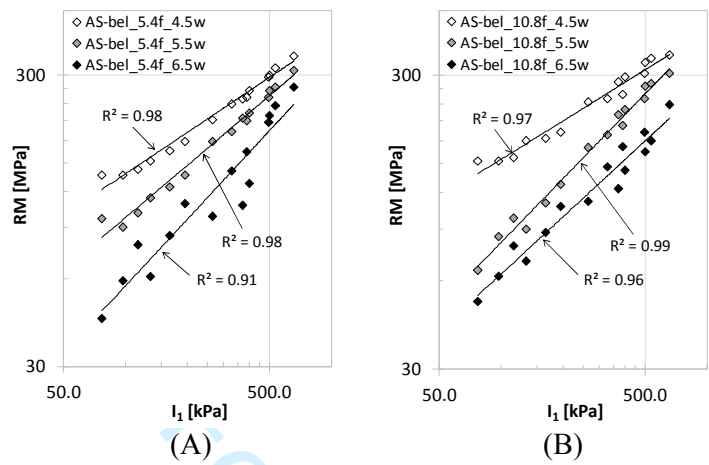 AS-bel_5.4f_4.5w
AS-bel_5.4f_5.5w
AS-bel_5.4f_6.5w
300
R² = 0.98
R² = 0.98
R² = 0.91
RM [MPa]
30
50.0
500.0
I₁ [kPa]
(A)
AS-bel_10.8f_4.5w
AS-bel_10.8f_5.5w
AS-bel_10.8f_6.5w
300
R² = 0.97
R² = 0.99
R² = 0.96
RM [MPa]
30
50.0
500.0
I₁ [kPa]
(B)